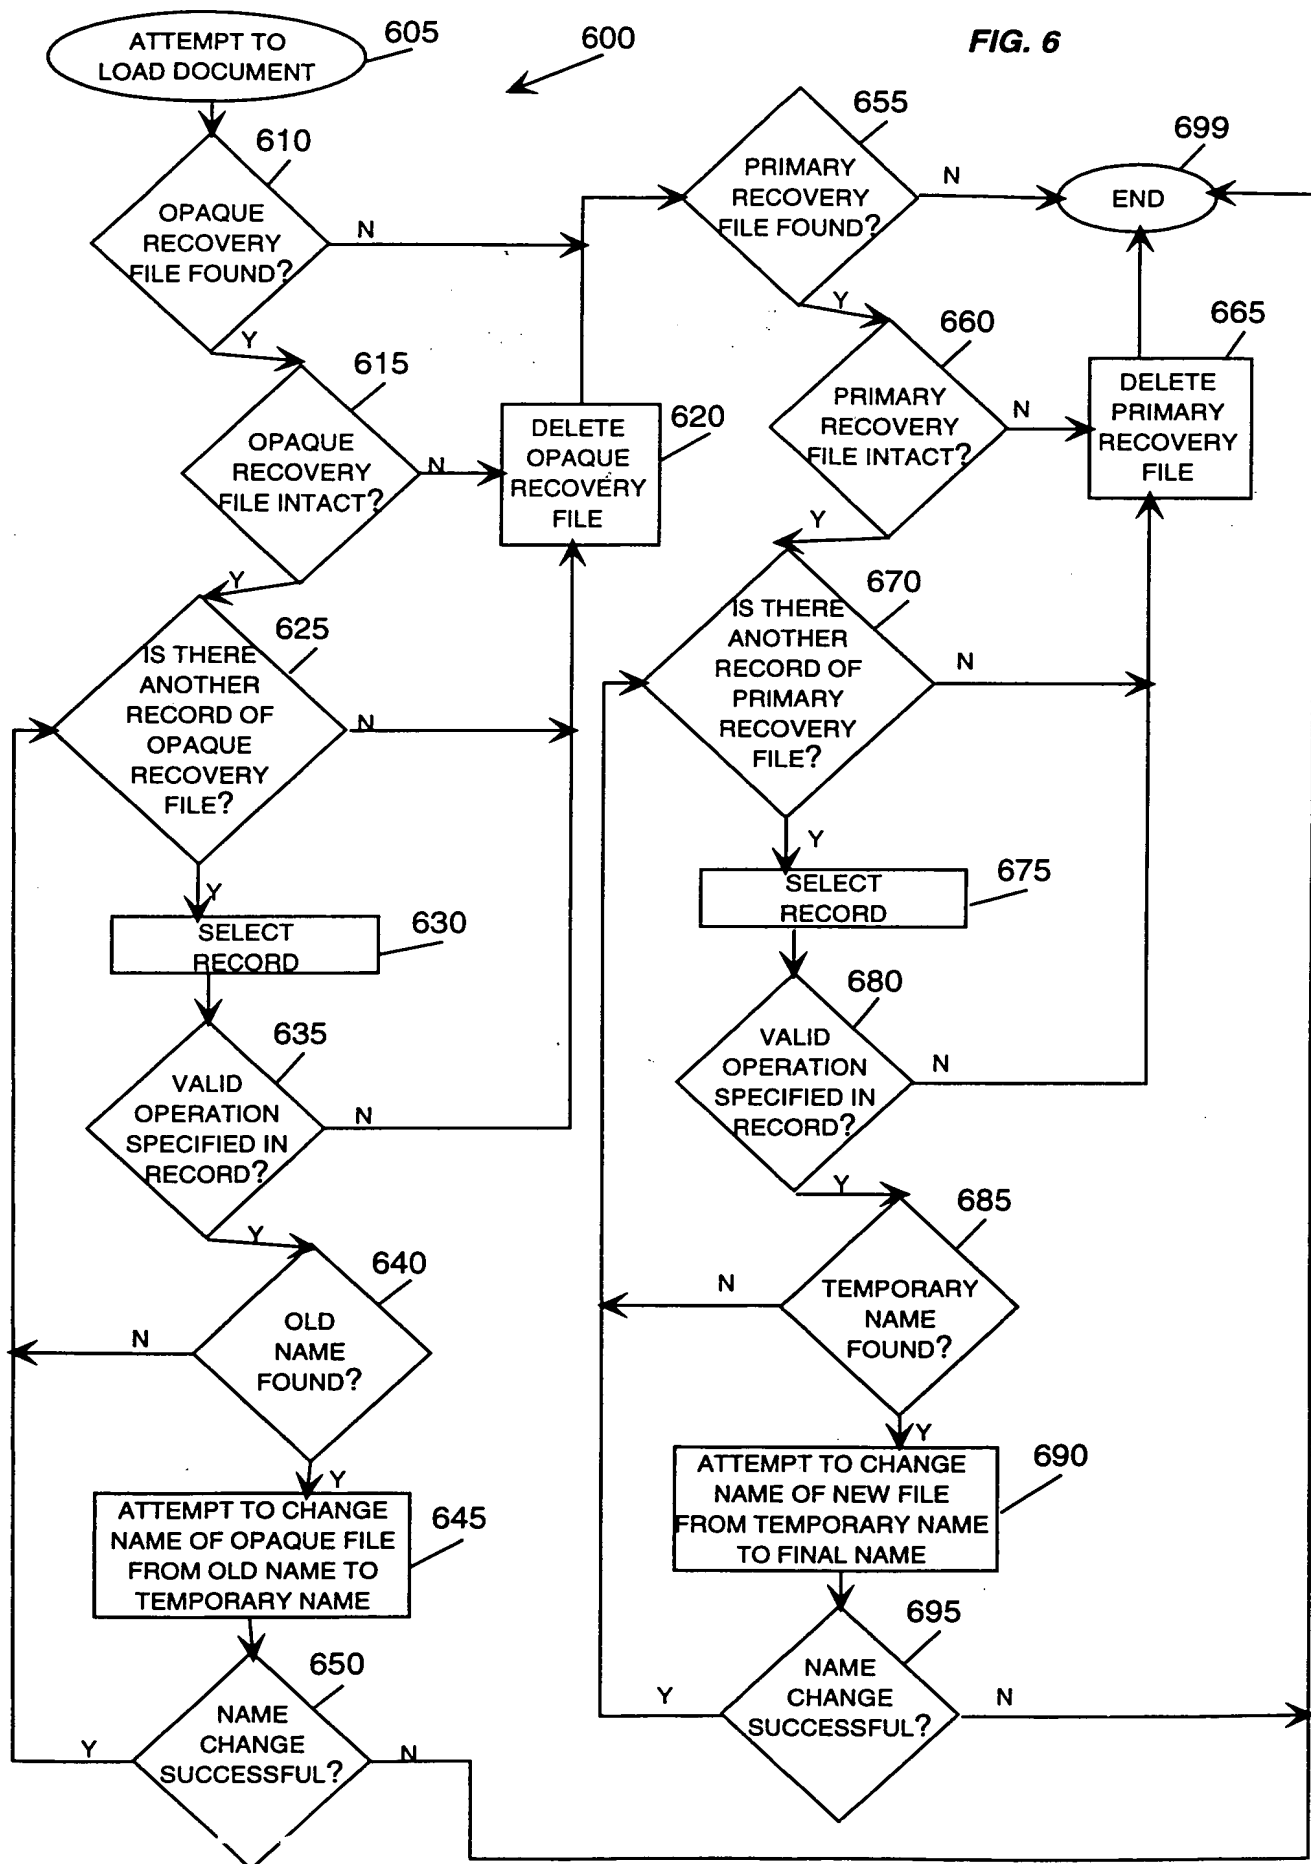 FIG. 6
600
ATTEMPT TO
LOAD DOCUMENT
605
610
OPAQUE
RECOVERY
FILE FOUND?
N
Y
615
OPAQUE
RECOVERY
FILE INTACT?
N
Y
DELETE
OPAQUE
RECOVERY
FILE
620
625
IS THERE
ANOTHER
RECORD OF
OPAQUE
RECOVERY
FILE?
N
Y
SELECT
RECORD
630
635
VALID
OPERATION
SPECIFIED IN
RECORD?
N
Y
640
OLD
NAME
FOUND?
N
Y
ATTEMPT TO CHANGE
NAME OF OPAQUE FILE
FROM OLD NAME TO
TEMPORARY NAME
645
650
NAME
CHANGE
SUCCESSFUL?
Y
N
655
PRIMARY
RECOVERY
FILE FOUND?
N
Y
699
END
660
PRIMARY
RECOVERY
FILE INTACT?
N
Y
665
DELETE
PRIMARY
RECOVERY
FILE
670
IS THERE
ANOTHER
RECORD OF
PRIMARY
RECOVERY
FILE?
N
Y
SELECT
RECORD
675
680
VALID
OPERATION
SPECIFIED IN
RECORD?
N
Y
685
TEMPORARY
NAME
FOUND?
N
Y
ATTEMPT TO CHANGE
NAME OF NEW FILE
FROM TEMPORARY NAME
TO FINAL NAME
690
695
NAME
CHANGE
SUCCESSFUL?
Y
N